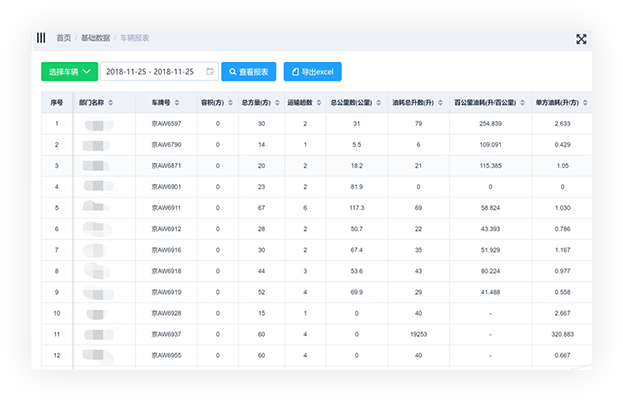 首页 / 基础数据 / 车辆报表
选择车辆 2018-11-25 - 2018-11-25 查看报表 导出excel
序号 部门名称 车牌号 容积(方) 总方量(方) 运输趟数 总公里数(公里) 油耗总升数(升) 百公里油耗(升/百公里) 单方油耗(升/方)
1 京AW6597 0 30 2 31 79 254.839 2.633
2 京AW6790 0 14 1 5.5 6 109.091 0.429
3 京AW6871 0 20 2 18.2 21 115.385 1.05
4 京AW6901 0 23 2 81.9 0 0 0
5 京AW6911 0 67 6 117.3 69 58.824 1.030
6 京AW6912 0 28 2 50.7 22 43.393 0.786
7 京AW6916 0 30 2 67.4 35 51.929 1.167
8 京AW6918 0 44 3 53.6 43 80.224 0.977
9 京AW6919 0 52 4 69.9 29 41.488 0.558
10 京AW6928 0 15 1 0 40 - 2.667
11 京AW6937 0 60 4 0 19253 - 320.883
12 京AW6955 0 60 4 0 40 - 0.667